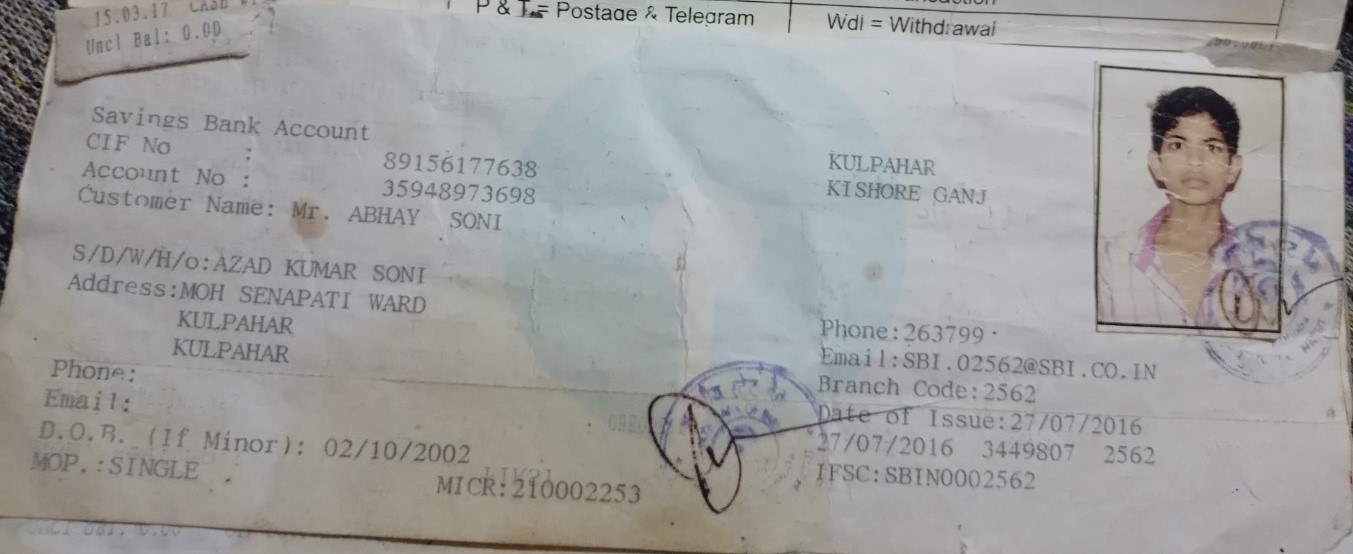 15.03.17 CASH
Uncl Bal: 0.00
P & T = Postage & Telegram
Wdl = Withdrawal
Savings Bank Account
CIF No : 89156177638
Account No : 35948973698
Customer Name: Mr. ABHAY SONI
S/D/W/H/o:AZAD KUMAR SONI
Address:MOH SENAPATI WARD
KULPAHAR
KULPAHAR
Phone:
Email:
D.O.B. (If Minor): 02/10/2002
MOP.:SINGLE
MICR:210002253
KULPAHAR
KISHORE GANJ
Phone:263799
Email:SBI.02562@SBI.CO.IN
Branch Code:2562
Date of Issue:27/07/2016
27/07/2016 3449807 2562
IFSC:SBIN0002562